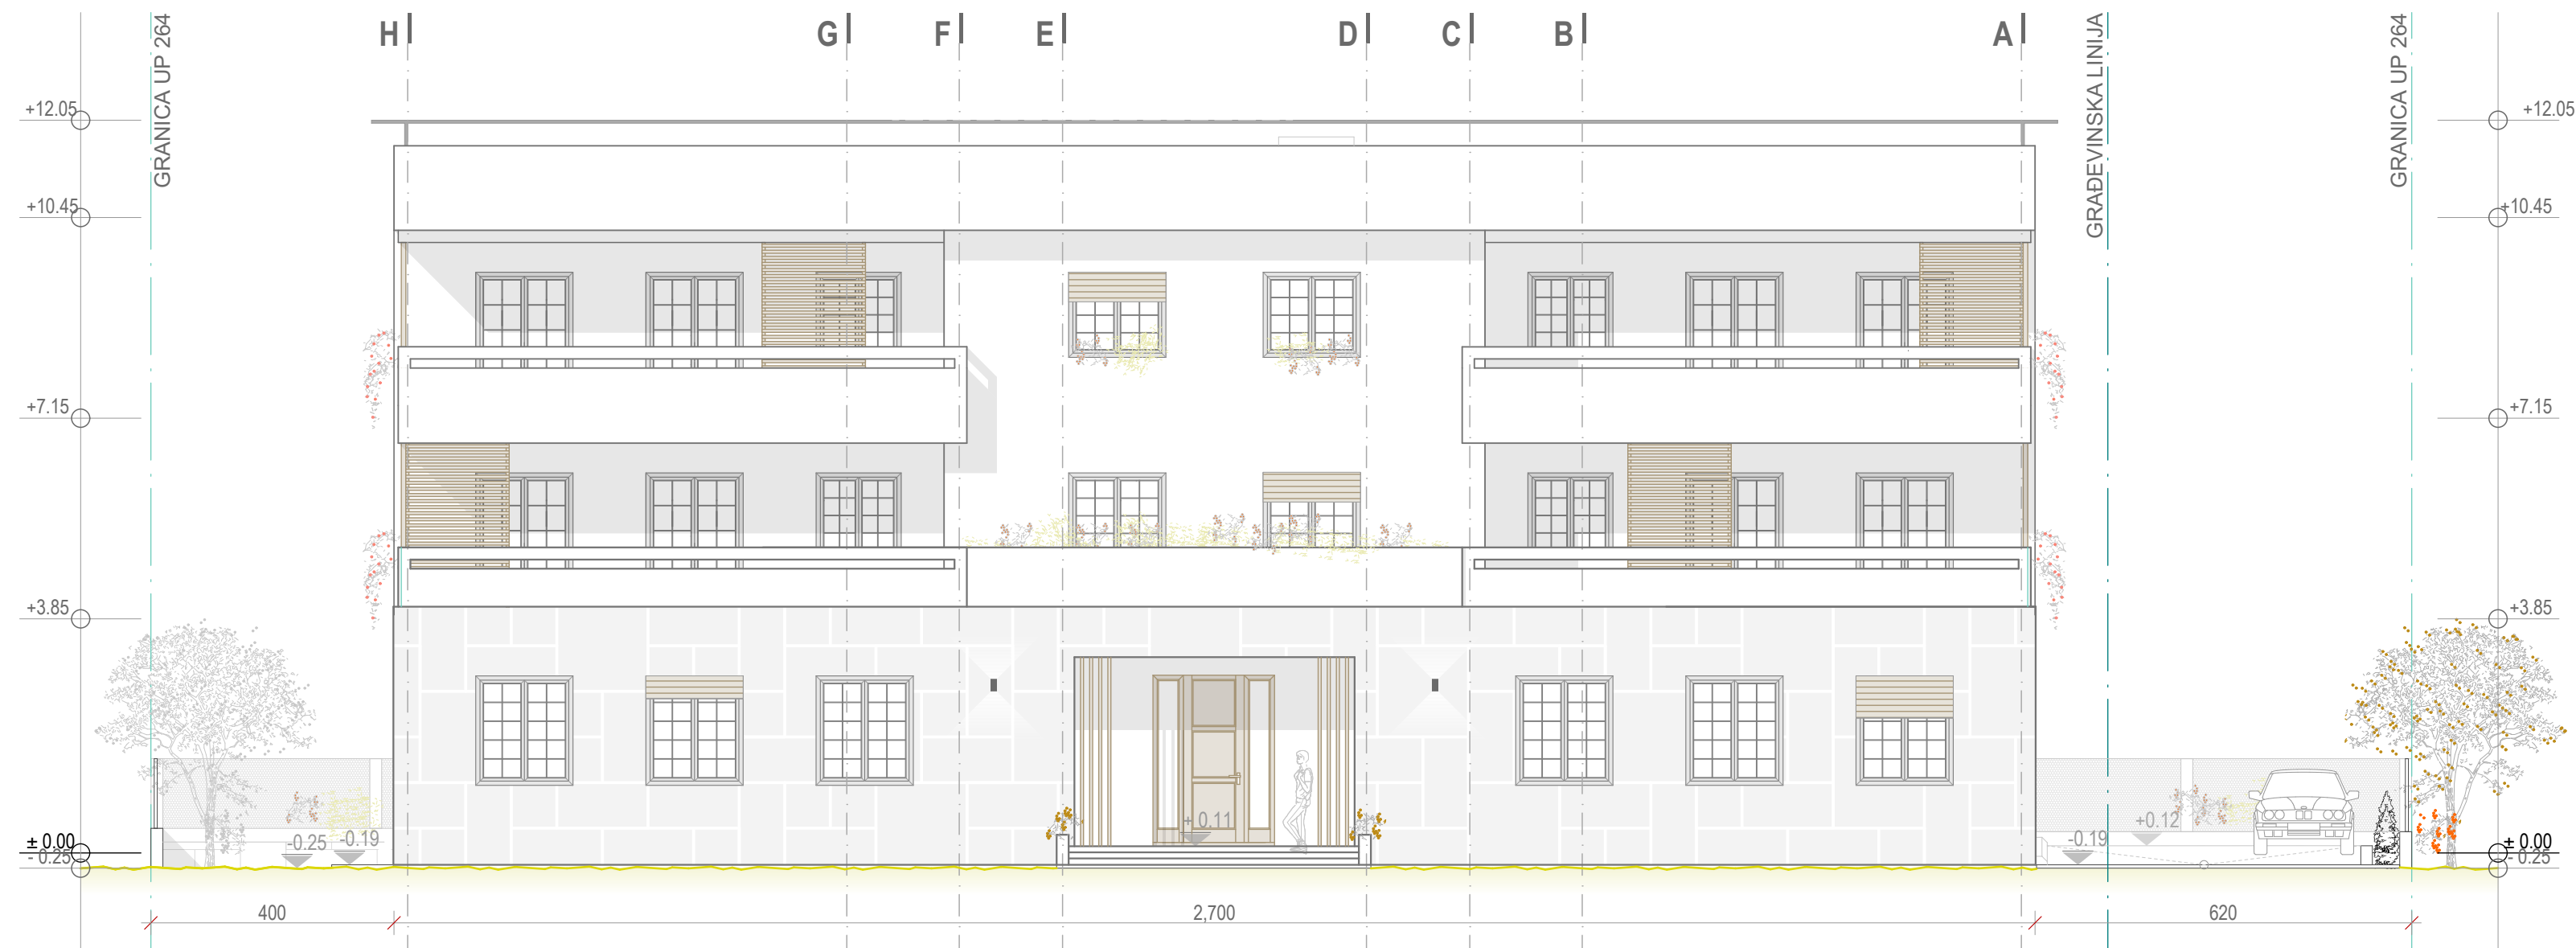 GRANICA UP 264
H
G
F
E
D
C
B
A
GRAĐEVINSKA LINIJA
GRANICA UP 264
+12.05
+12.05
+10.45
+10.45
+7.15
+7.15
+3.85
+3.85
± 0.00
- 0.25
-0.25
-0.19
+ 0.11
-0.19
+0.12
± 0.00
- 0.25
400
2,700
620